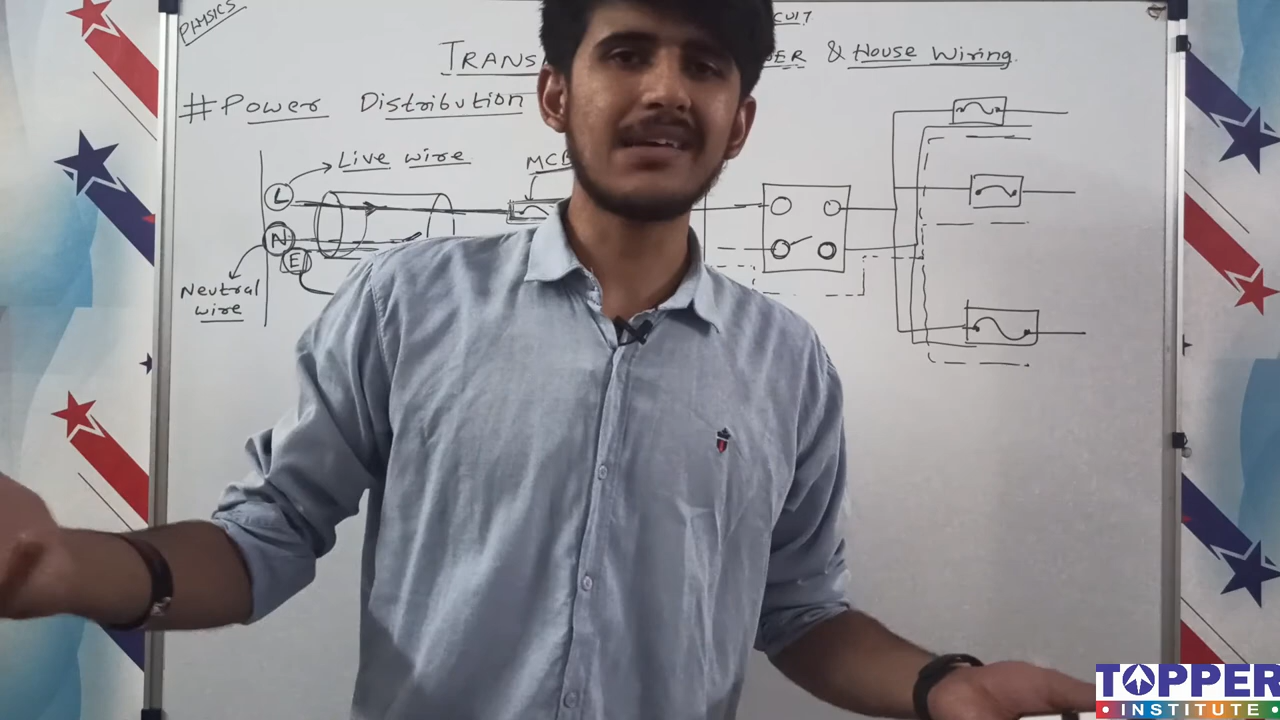 PHYSICS
CUIT
TRANS ER & House Wiring
# Power Distribution
Live wire
MCB
L
N
E
Neutral
wire
TOPPER
INSTITUTE